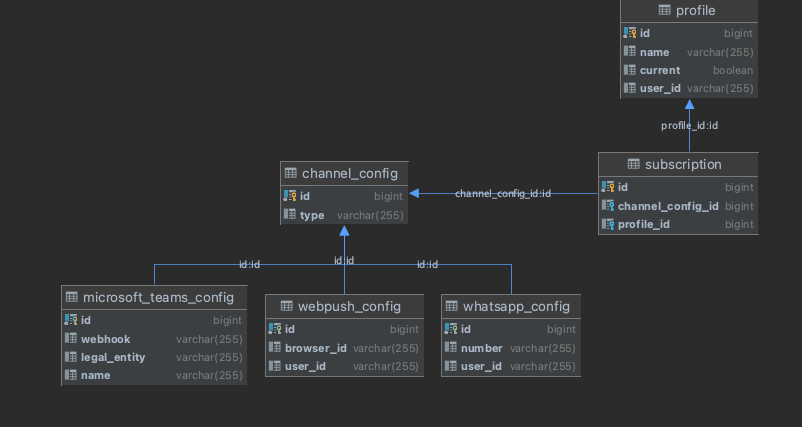 profile
id bigint
name varchar(255)
current boolean
user_id varchar(255)
profile_id:id
subscription
id bigint
channel_config_id bigint
profile_id bigint
channel_config_id:id
channel_config
id bigint
type varchar(255)
id:id
id:id
id:id
microsoft_teams_config
id bigint
webhook varchar(255)
legal_entity varchar(255)
name varchar(255)
webpush_config
id bigint
browser_id varchar(255)
user_id varchar(255)
whatsapp_config
id bigint
number varchar(255)
user_id varchar(255)